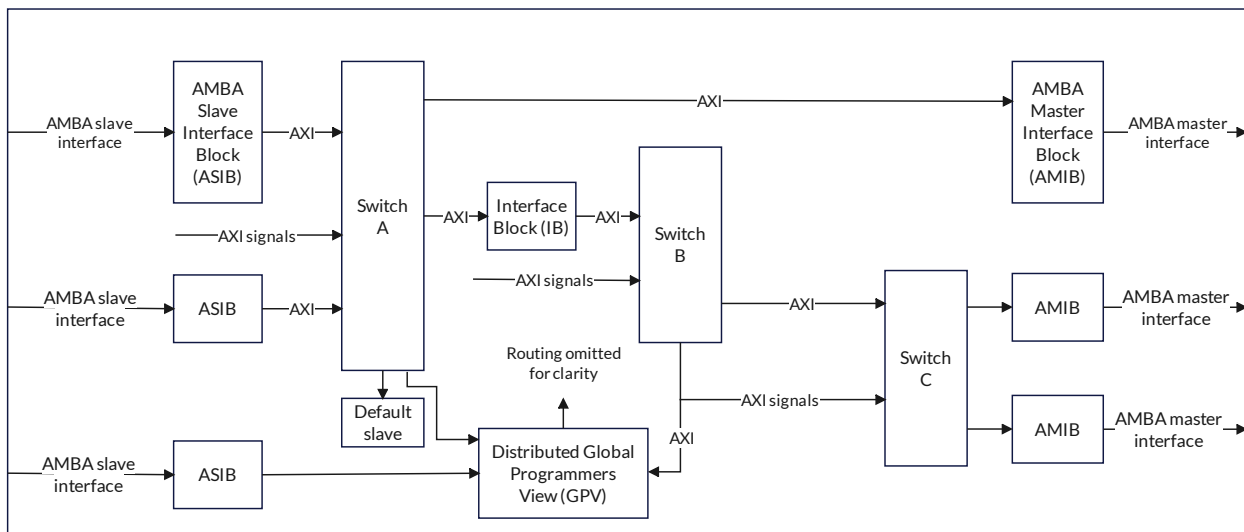 AMBA slave
interface
AMBA
Slave
Interface
Block
(ASIB)
AXI
Switch
A
AXI
AMBA
Master
Interface
Block
(AMIB)
AMBA master
interface
AXI signals
AXI
Interface
Block (IB)
AXI
Switch
B
AXI signals
AMBA slave
interface
ASIB
AXI
AXI
Switch
C
AMIB
AMBA master
interface
Routing omitted
for clarity
Default
slave
AXI signals
AMIB
AMBA master
interface
AXI
AMBA slave
interface
ASIB
Distributed Global
Programmers
View (GPV)